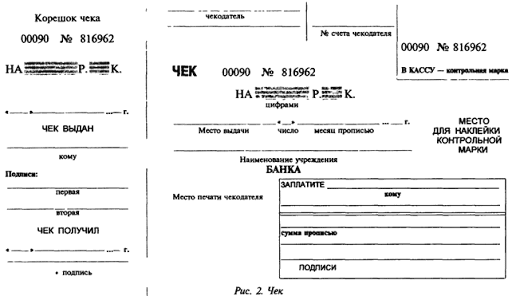 Корешок чека
00090 № 816962
НА Р. К.
« » г.
ЧЕК ВЫДАН
кому
Подписи:
первая
вторая
ЧЕК ПОЛУЧИЛ
« » г.
подпись
чекодатель
№ счета чекодателя
00090 № 816962
В КАССУ — контрольная марка
ЧЕК 00090 № 816962
НА Р. К.
цифрами
« » г.
Место выдачи число месяц прописью
МЕСТО
ДЛЯ НАКЛЕЙКИ
КОНТРОЛЬНОЙ
МАРКИ
Наименование учреждения
БАНКА
Место печати чекодателя
ЗАПЛАТИТЕ
кому
сумма прописью
ПОДПИСИ
Рис. 2. Чек